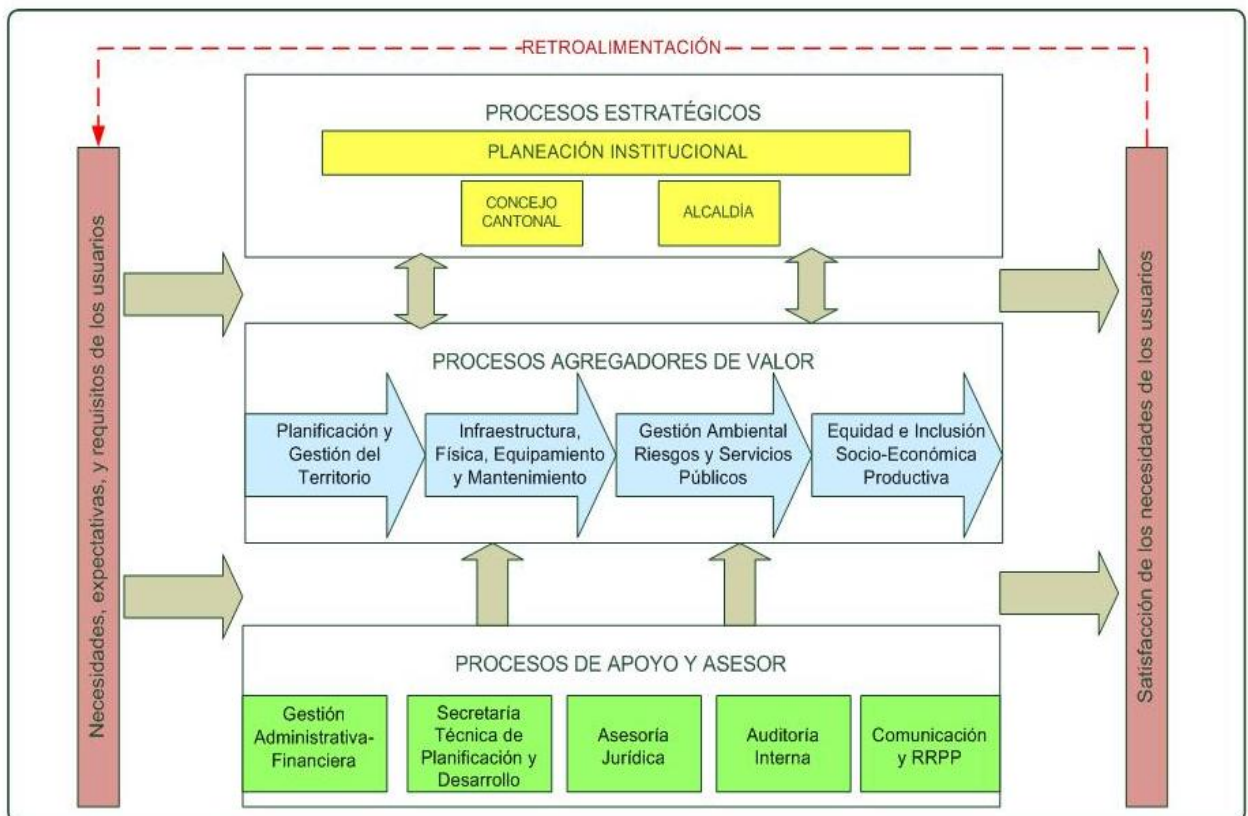 RETROALIMENTACIÓN
Necesidades, expectativas, y requisitos de los usuarios
PROCESOS ESTRATÉGICOS
PLANEACIÓN INSTITUCIONAL
CONCEJO
CANTONAL
ALCALDÍA
PROCESOS AGREGADORES DE VALOR
Planificación y
Gestión del
Territorio
Infraestructura,
Física, Equipamiento
y Mantenimiento
Gestión Ambiental
Riesgos y Servicios
Públicos
Equidad e Inclusión
Socio-Económica
Productiva
PROCESOS DE APOYO Y ASESOR
Gestión
Administrativa-
Financiera
Secretaría
Técnica de
Planificación y
Desarrollo
Asesoría
Jurídica
Auditoría
Interna
Comunicación
y RRPP
Satisfacción de los necesidades de los usuarios